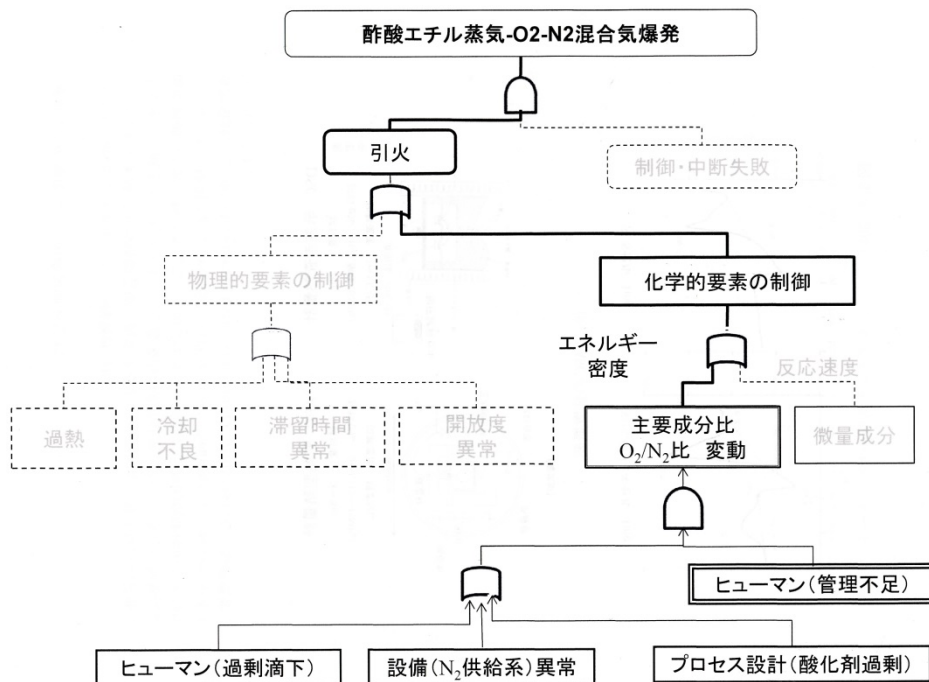 酢酸エチル蒸気-O2-N2混合気爆発
引火
制御・中断失敗
物理的要素の制御
化学的要素の制御
エネルギー
密度
反応速度
過熱
冷却
不良
滞留時間
異常
開放度
異常
主要成分比
O₂/N₂比 変動
微量成分
ヒューマン(管理不足)
ヒューマン(過剰滴下)
設備(N₂供給系)異常
プロセス設計(酸化剤過剰)